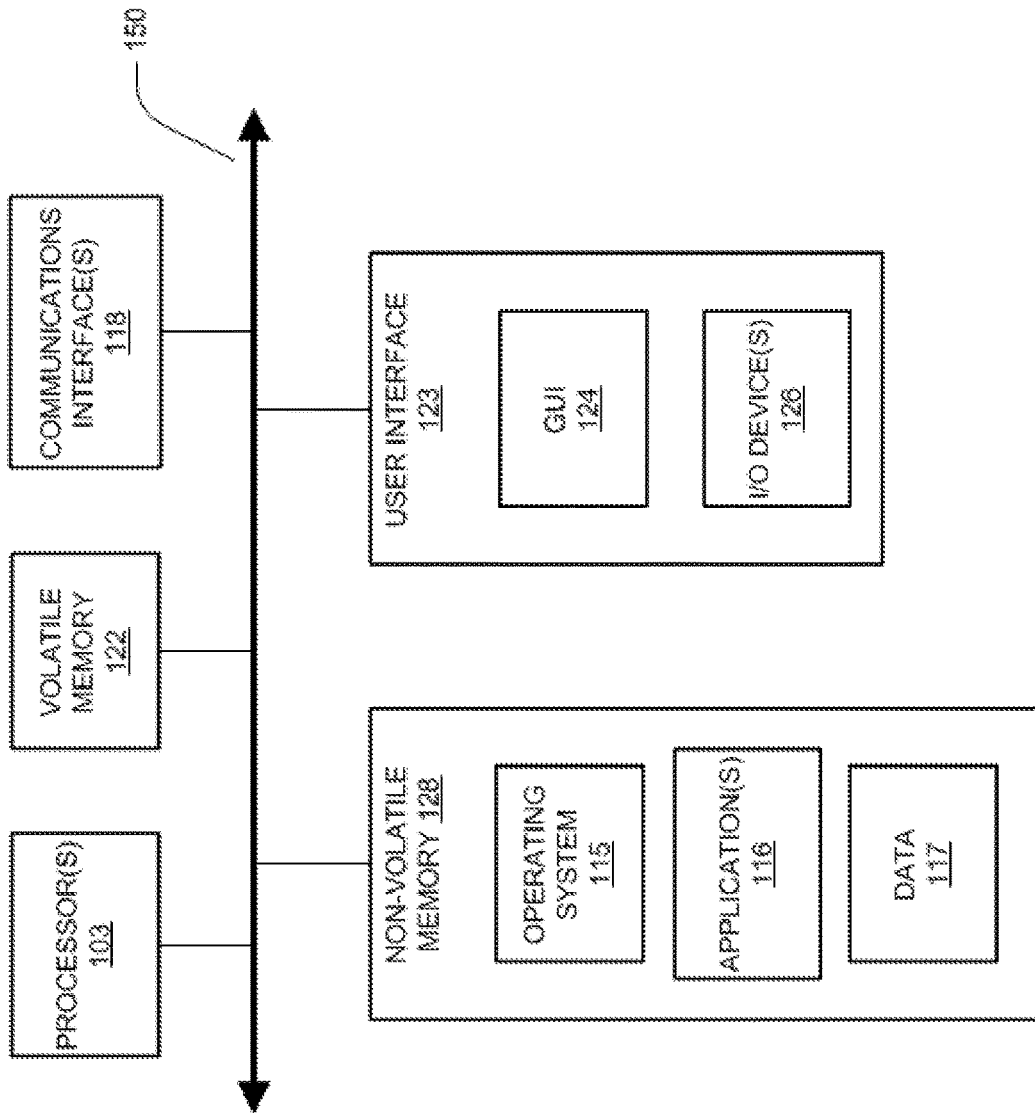 PROCESSOR(S)
103
VOLATILE
MEMORY
122
COMMUNICATIONS
INTERFACE(S)
118
150
NON-VOLATILE
MEMORY 128
OPERATING
SYSTEM
115
APPLICATION(S)
116
DATA
117
USER INTERFACE
123
GUI
124
I/O DEVICE(S)
126